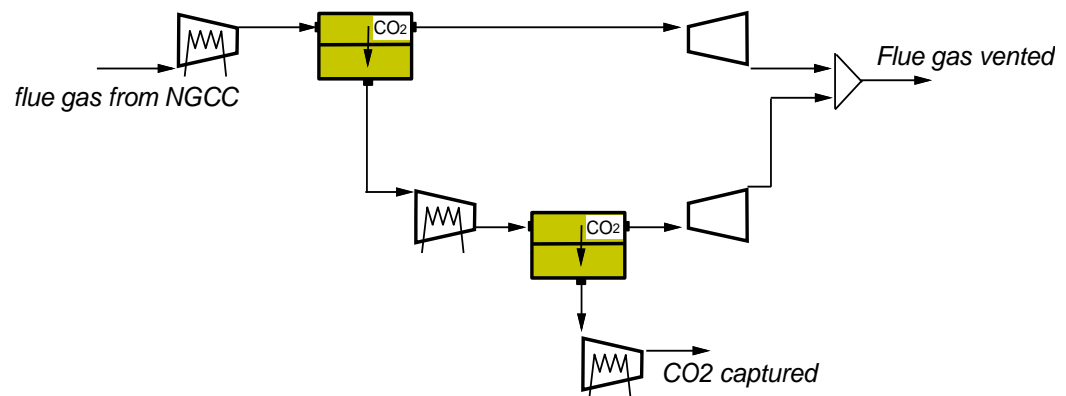 CO2
Flue gas vented
flue gas from NGCC
CO2
CO2 captured